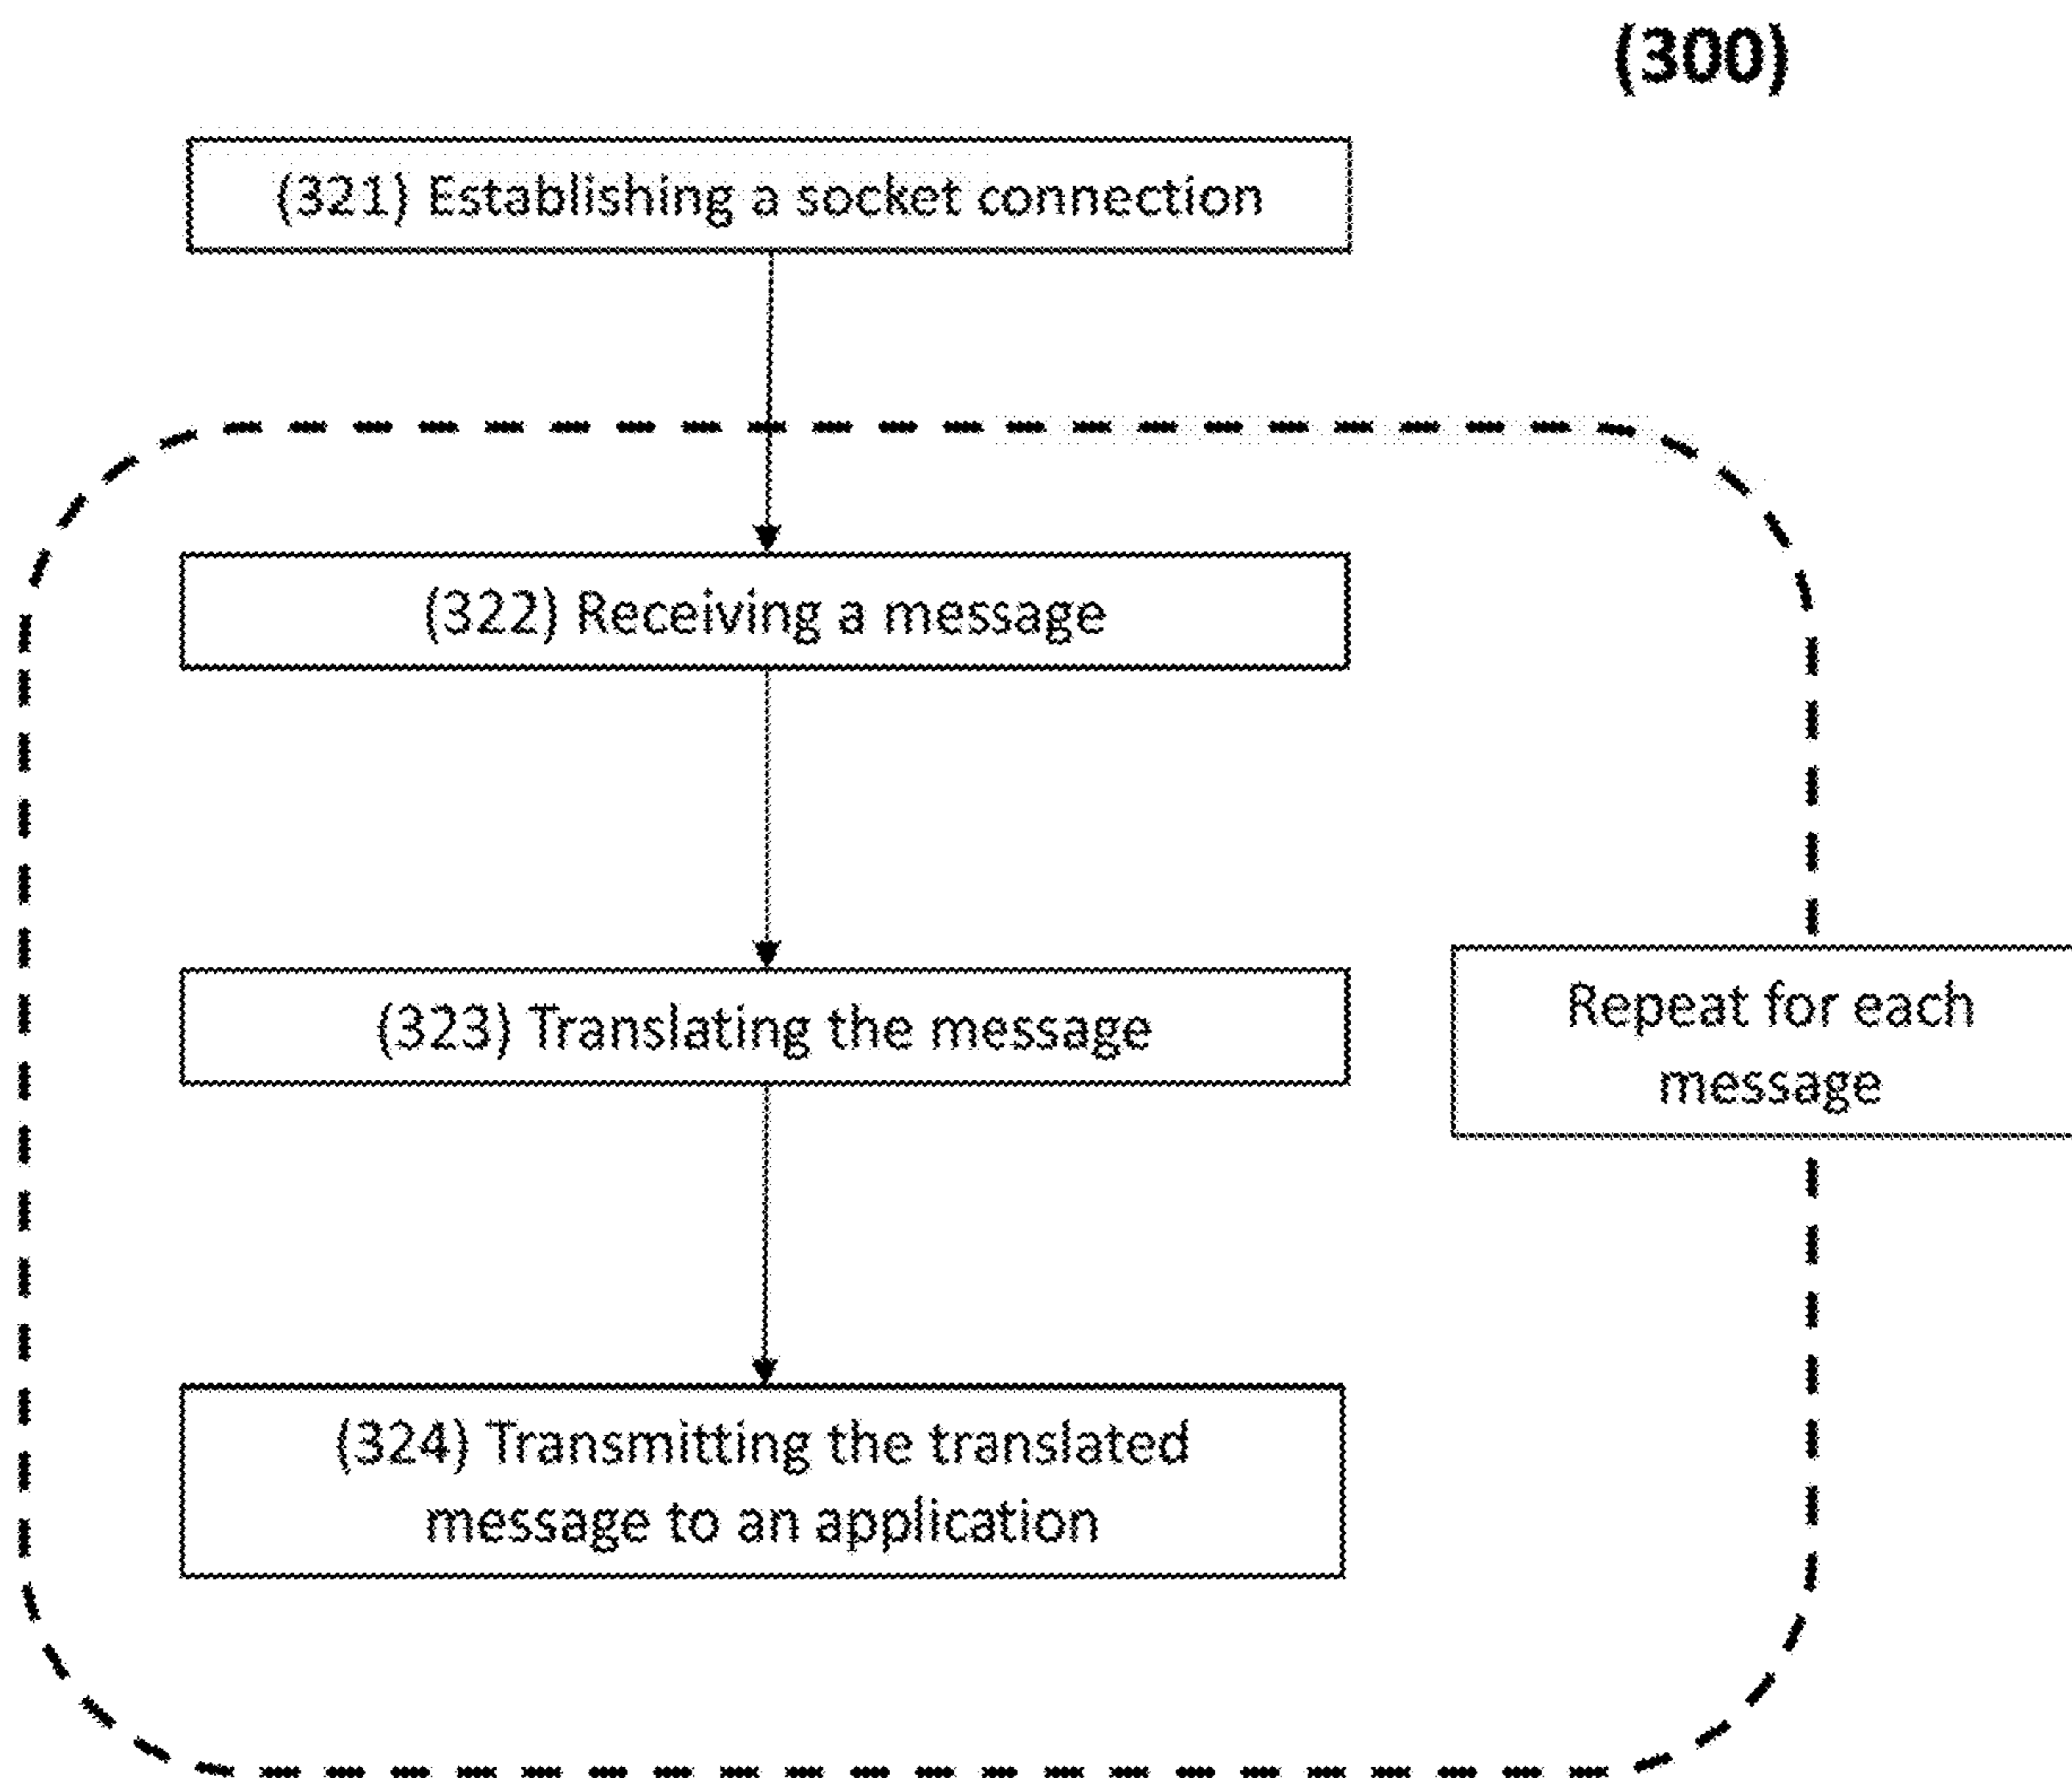 (300)
(321) Establishing a socket connection
(322) Receiving a message
(323) Translating the message
Repeat for each
message
(324) Transmitting the translated
message to an application